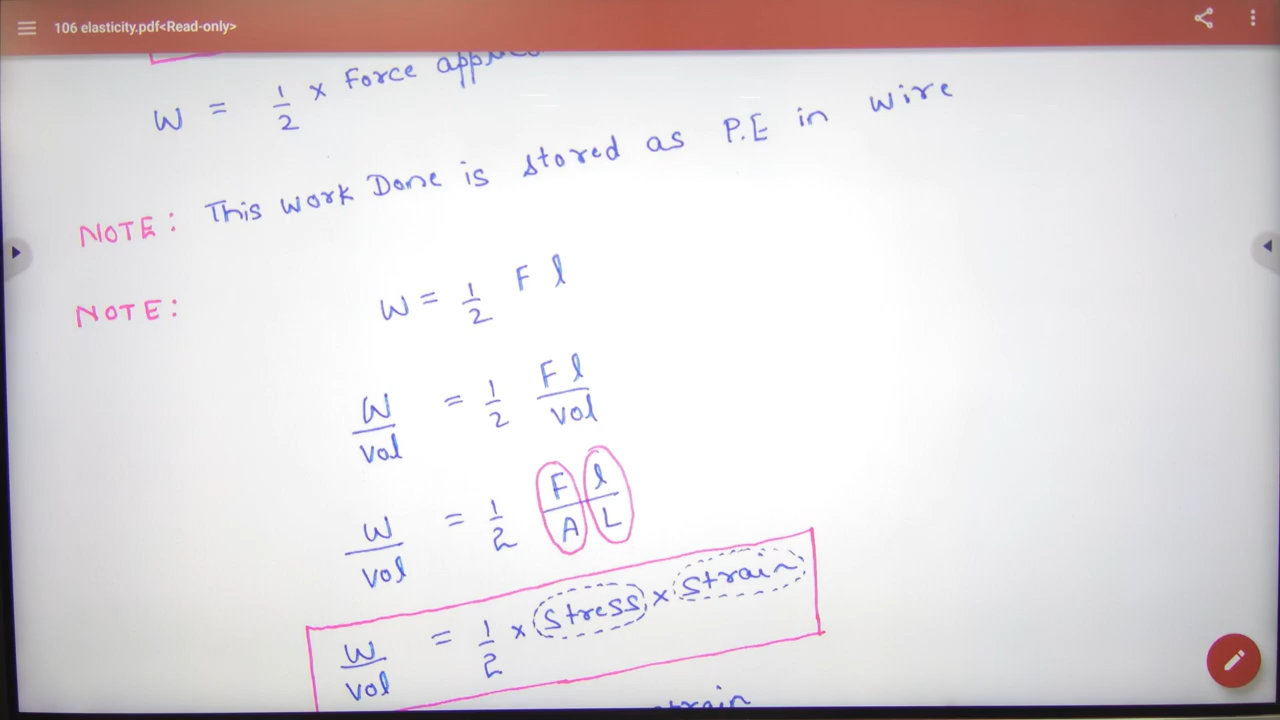 106 elasticity.pdf<Read-only>
W = 1/2 × Force
NOTE: This work Done is stored as P.E in wire
NOTE: W = 1/2 F l
W/vol = 1/2 F l/vol
W/vol = 1/2 F/A l/L
W/vol = 1/2 × stress × strain
strain